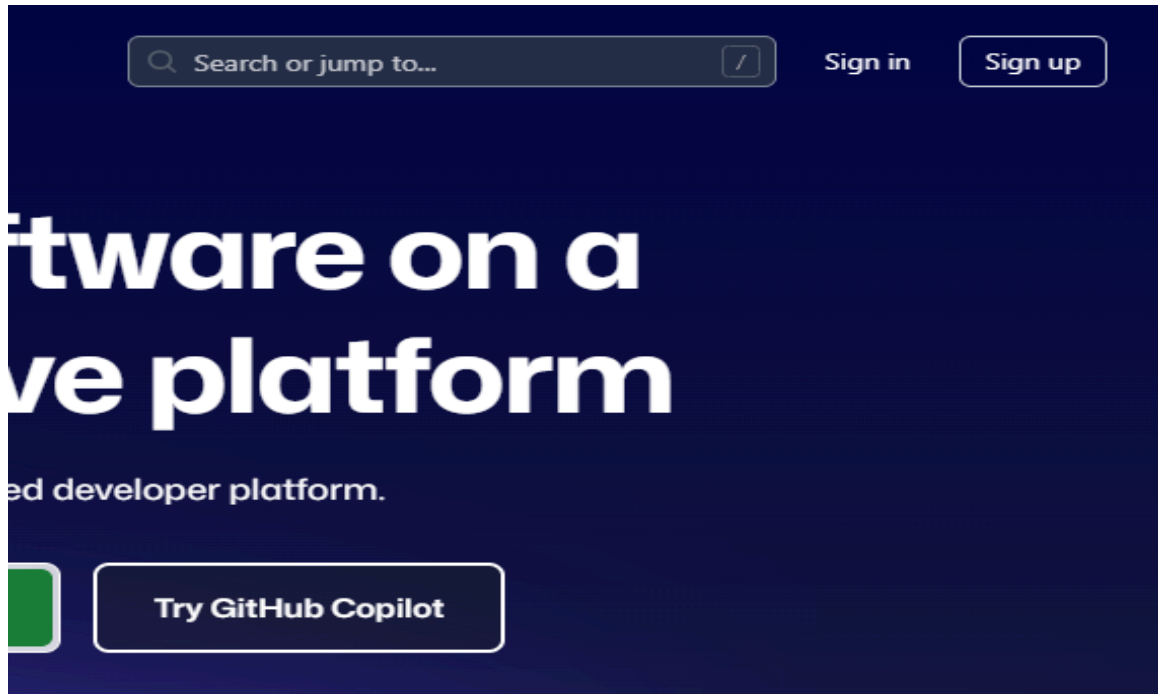 Search or jump to... /
Sign in
Sign up
ftware on a
ve platform
ed developer platform.
Try GitHub Copilot